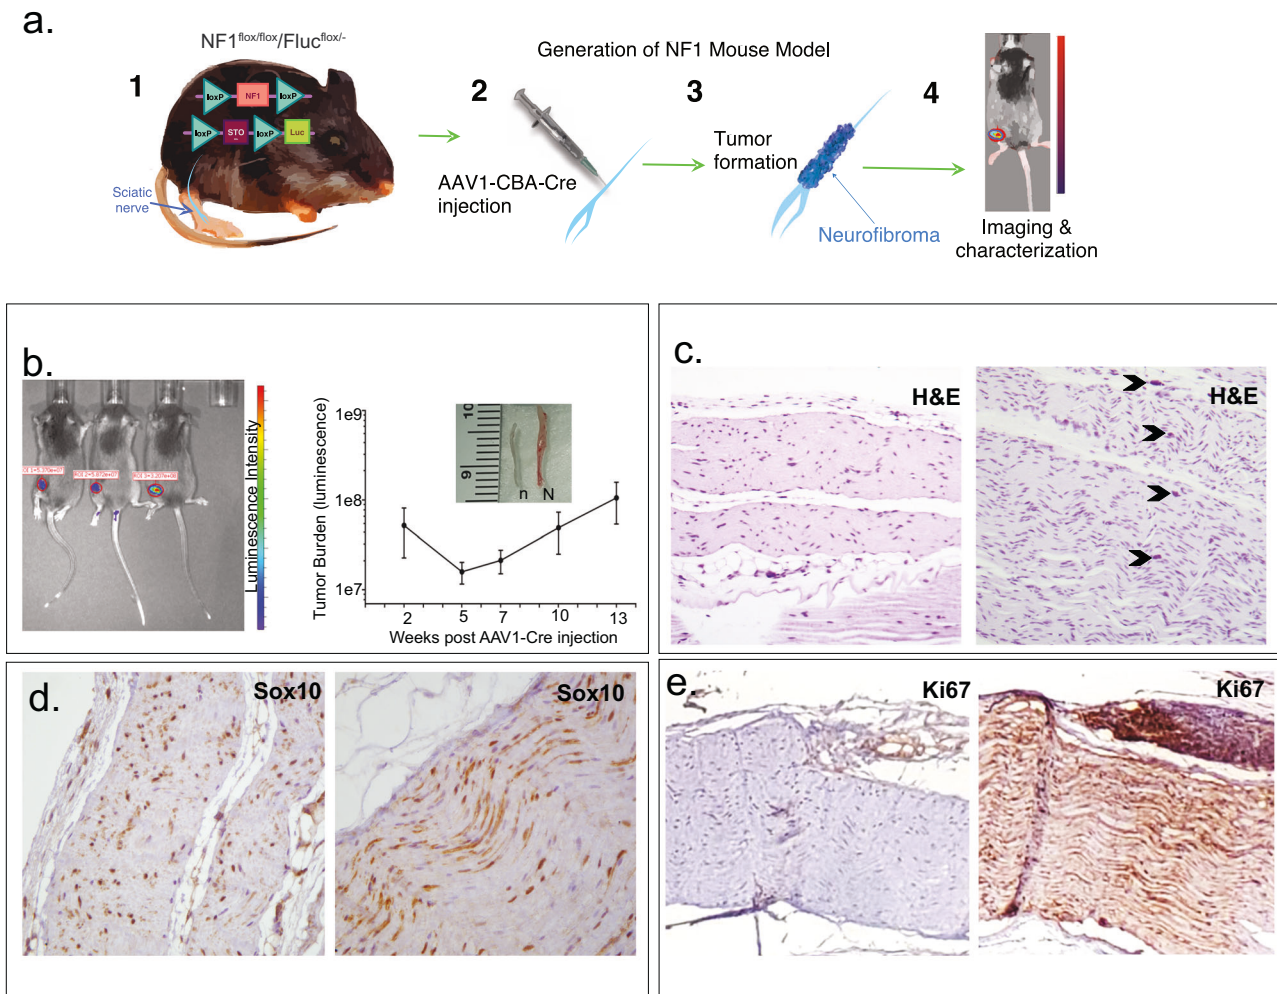 a.
NF1flox/flox/Flucflox/-
Generation of NF1 Mouse Model
1
2
3
4
loxP NF1 loxP
loxP STO loxP Luc
Sciatic
nerve
AAV1-CBA-Cre
injection
Tumor
formation
Neurofibroma
Imaging &
characterization
b.
Luminescence Intensity
Tumor Burden (luminescence)
1e9
1e8
1e7
10
9
n N
2 5 7 10 13
Weeks post AAV1-Cre injection
c.
H&E
H&E
d.
Sox10
Sox10
e.
Ki67
Ki67